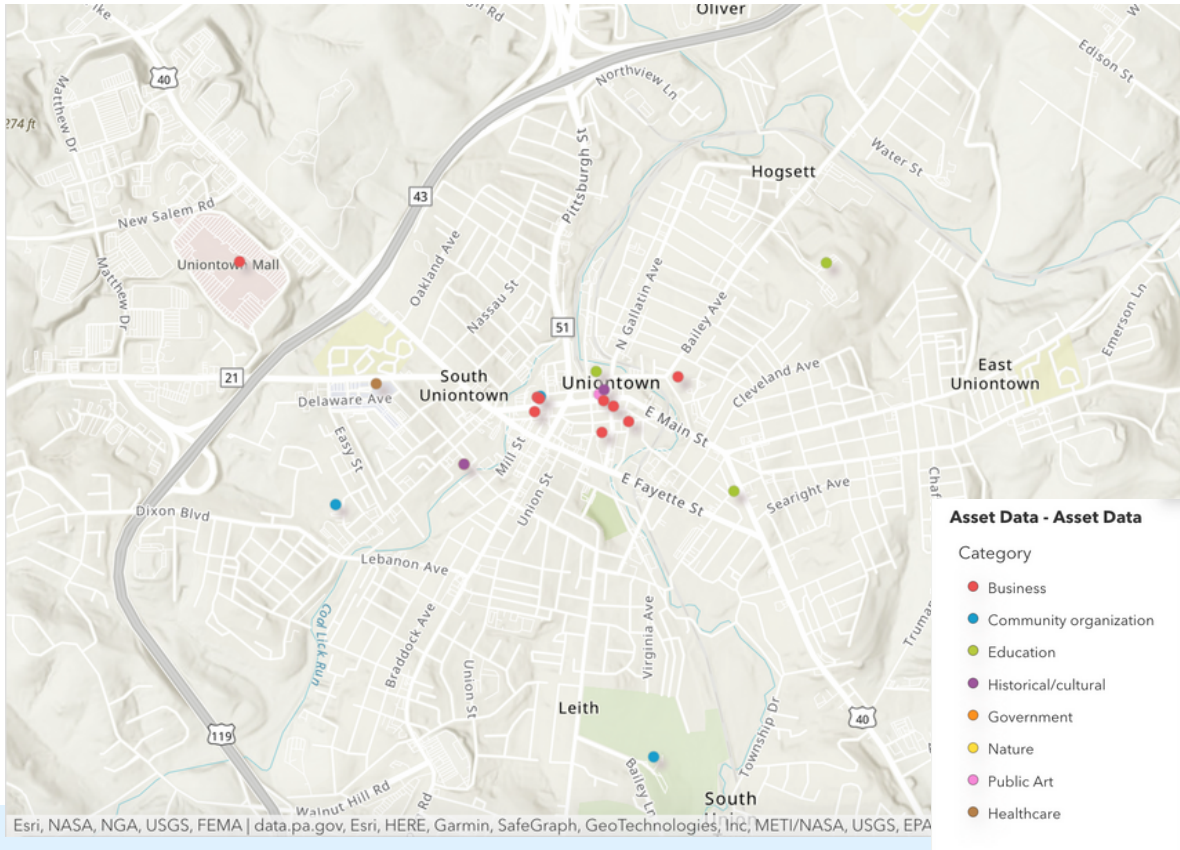 Oliver
Rd
40
Northview Ln
Edison St
Matthew Dr
274 ft
Pittsburgh St
Water St
Hogsett
43
New Salem Rd
Uniontown Mall
Oakland Ave
Matthew Dr
Nassau St
N Gallatin Ave
Bailey Ave
Emerson Ln
51
21
South
Uniontown
Uniontown
Cleveland Ave
East
Uniontown
Delaware Ave
E Main St
Easy St
Mill St
Union St
E Fayette St
Searight Ave
Dixon Blvd
Lebanon Ave
Coal Lick Run
Braddock Ave
Union St
Virginia Ave
Leith
Township Dr
40
119
Bailey Ln
Walnut Hill Rd
Rd
South
Asset Data - Asset Data
Category
Business
Community organization
Education
Historical/cultural
Government
Nature
Public Art
Healthcare
Esri, NASA, NGA, USGS, FEMA | data.pa.gov, Esri, HERE, Garmin, SafeGraph, GeoTechnologies, Inc, METI/NASA, USGS, EPA